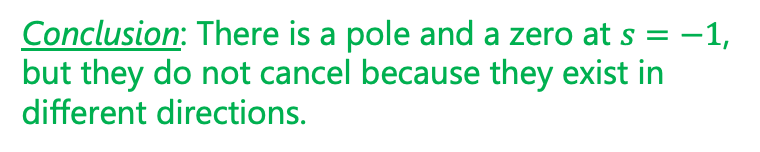 Conclusion: There is a pole and a zero at s = −1,
but they do not cancel because they exist in
different directions.